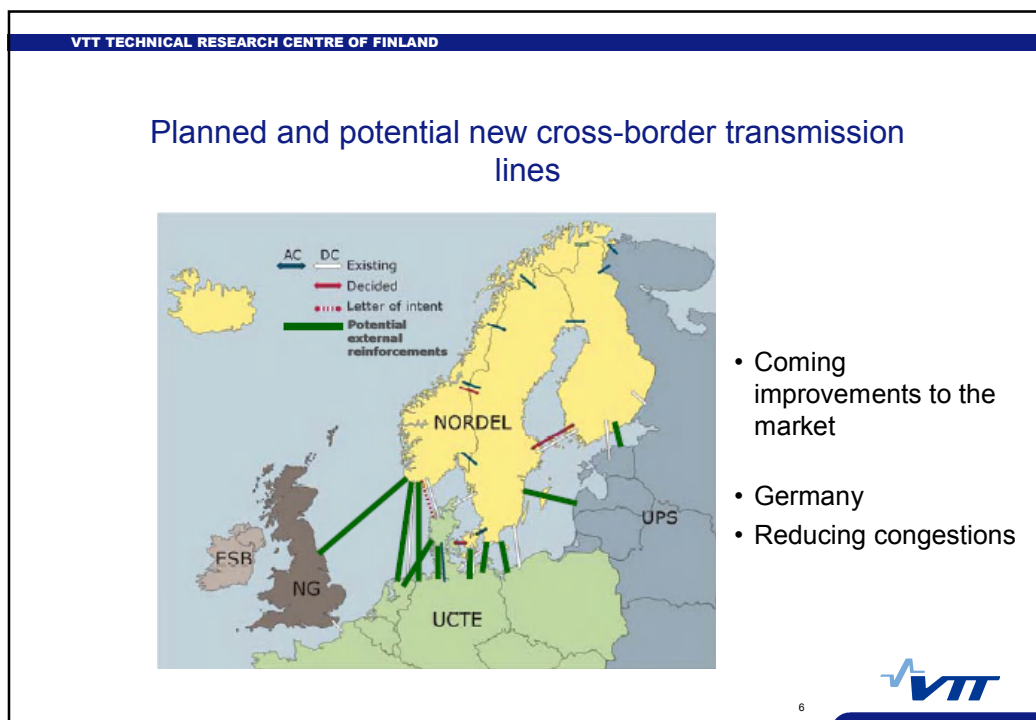 VTT TECHNICAL RESEARCH CENTRE OF FINLAND
Planned and potential new cross-border transmission
lines
AC DC
Existing
Decided
Letter of intent
Potential
external
reinforcements
NORDEL
UPS
ESB
NG
UCTE
• Coming
improvements to the
market
• Germany
• Reducing congestions
VTT
6